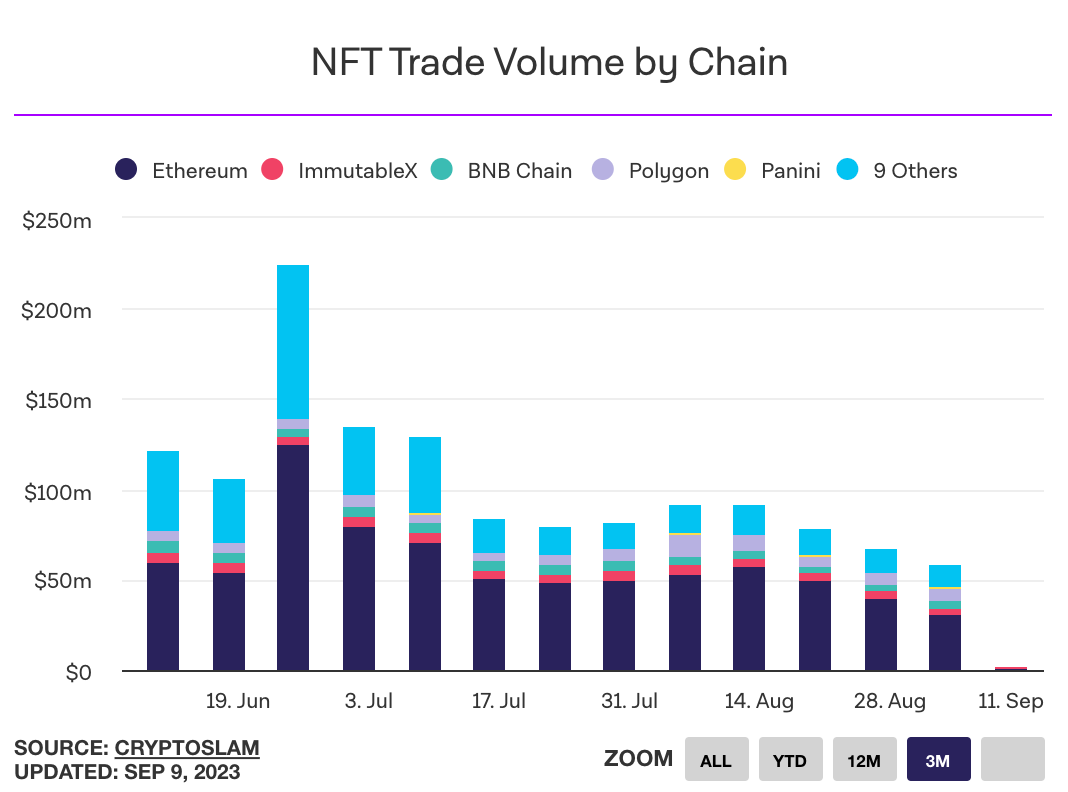 NFT Trade Volume by Chain
Ethereum ImmutableX BNB Chain Polygon Panini 9 Others
$250m
$200m
$150m
$100m
$50m
$0
19. Jun 3. Jul 17. Jul 31. Jul 14. Aug 28. Aug 11. Sep
SOURCE: CRYPTOSLAM
UPDATED: SEP 9, 2023
ZOOM ALL YTD 12M 3M